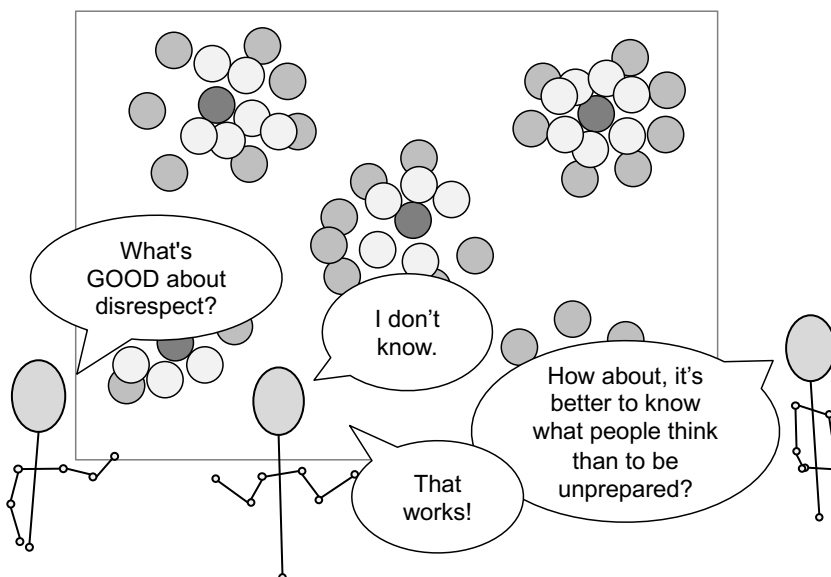 What's
GOOD about
disrespect?
I don’t
know.
How about, it’s
better to know
what people think
than to be
unprepared?
That
works!